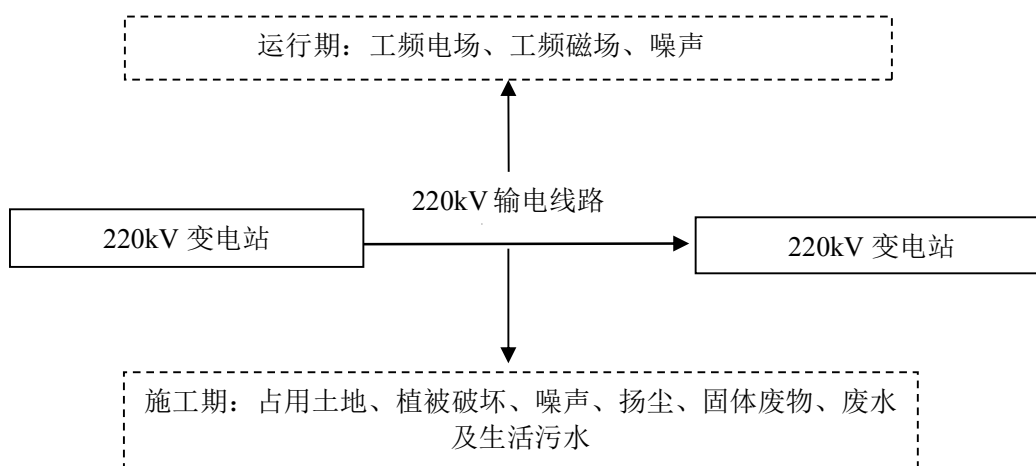 运行期：工频电场、工频磁场、噪声
220kV 输电线路
220kV 变电站
220kV 变电站
施工期：占用土地、植被破坏、噪声、扬尘、固体废物、废水
及生活污水